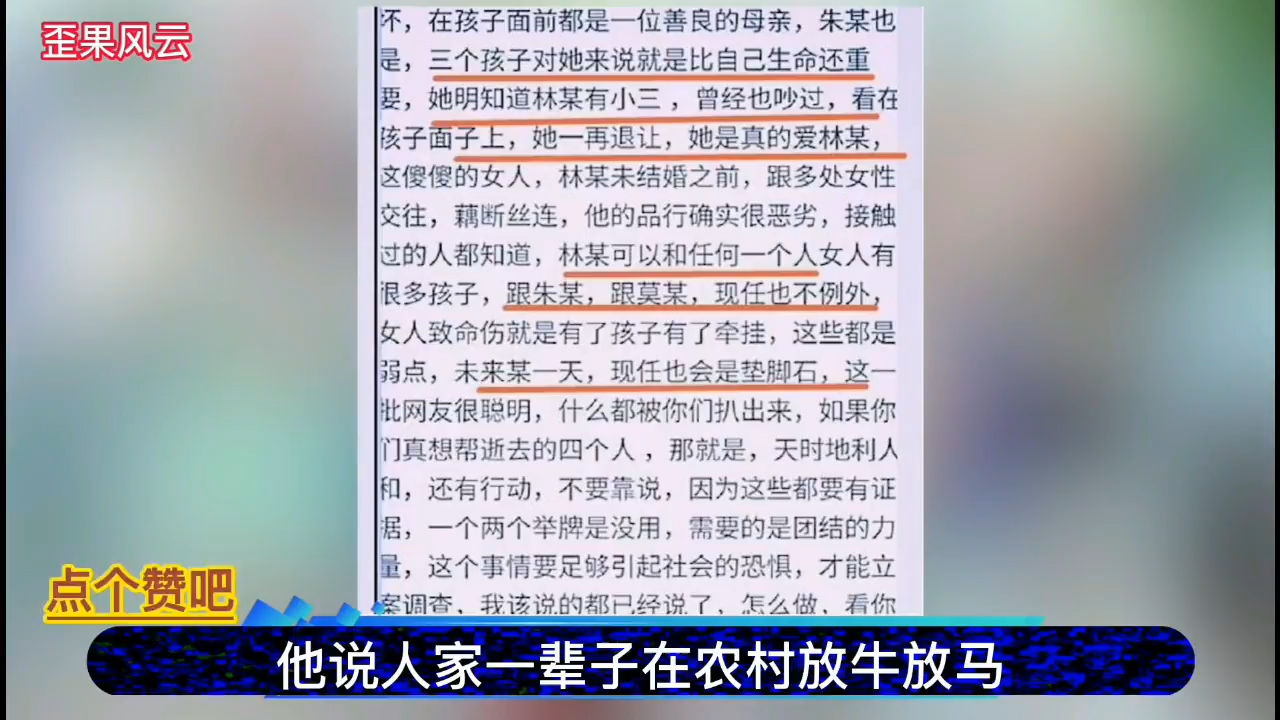 歪果风云
坏，在孩子面前都是一位善良的母亲，朱某也
是，三个孩子对她来说就是比自己生命还重
要，她明知道林某有小三，曾经也吵过，看在
孩子面子上，她一再退让，她是真的爱林某，
这傻傻的女人，林某未结婚之前，跟多处女性
交往，藕断丝连，他的品行确实很恶劣，接触
过的人都知道，林某可以和任何一个人女人有
很多孩子，跟朱某，跟莫某，现任也不例外，
女人致命伤就是有了孩子有了牵挂，这些都是
弱点，未来某一天，现任也会是垫脚石，这一
批网友很聪明，什么都被你们扒出来，如果你
们真想帮逝去的四个人，那就是，天时地利人
和，还有行动，不要靠说，因为这些都要有证
据，一个两个举牌是没用，需要的是团结的力
量，这个事情要足够引起社会的恐惧，才能立
案调查，我该说的都已经说了，怎么做，看你
点个赞吧
他说人家一辈子在农村放牛放马